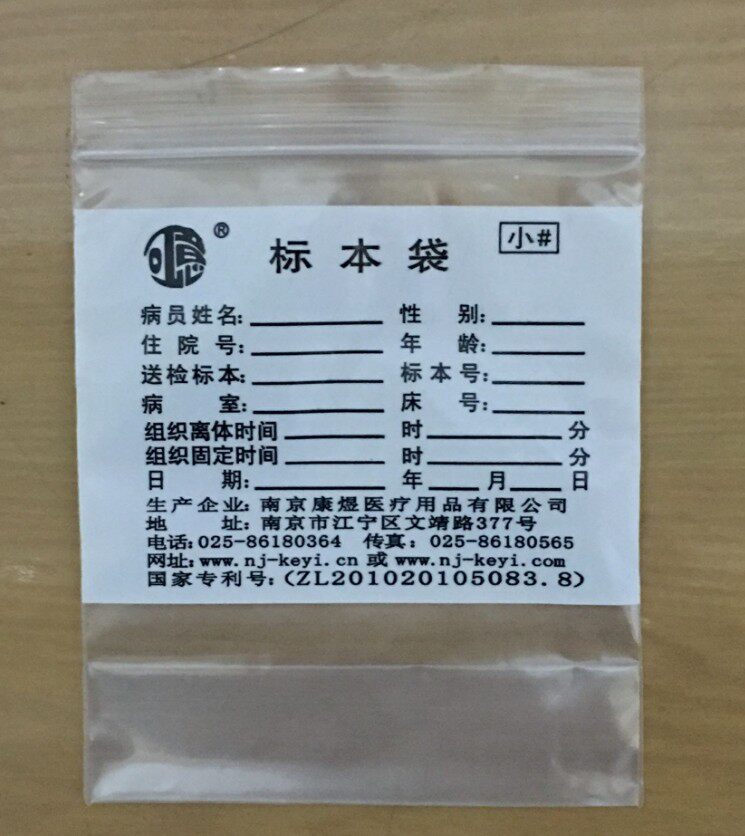 ® 标本袋 小#
病员姓名: 性 别:
住院号: 年 龄:
送检标本: 标本号:
病 室: 床 号:
组织离体时间 时 分
组织固定时间 时 分
日 期: 年 月 日
生产企业: 南京康煜医疗用品有限公司
地 址: 南京市江宁区文靖路377号
电话: 025-86180364 传真: 025-86180565
网址: www.nj-keyi.cn 或 www.nj-keyi.com
国家专利号: (ZL201020105083.8)